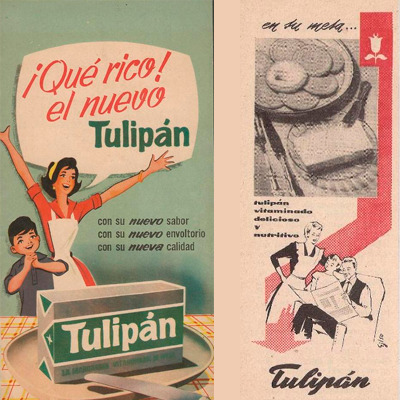 ¡Qué rico!
el nuevo
Tulipán
con su nuevo sabor
con su nuevo envoltorio
con su nueva calidad
Tulipán
en su mesa...
tulipán
vitaminado
delicioso
y
nutritivo
Tulipán